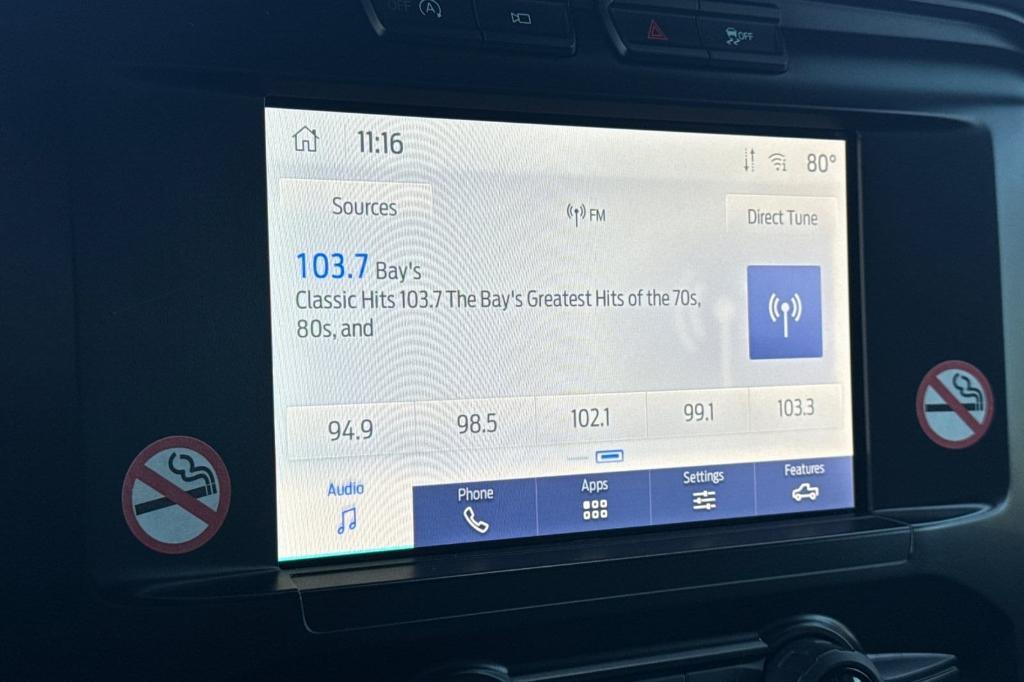 OFF A
OFF
11:16
80°
Sources
FM
Direct Tune
103.7 Bay's
Classic Hits 103.7 The Bay's Greatest Hits of the 70s,
80s, and
94.9 98.5 102.1 99.1 103.3
Audio Phone Apps Settings Features